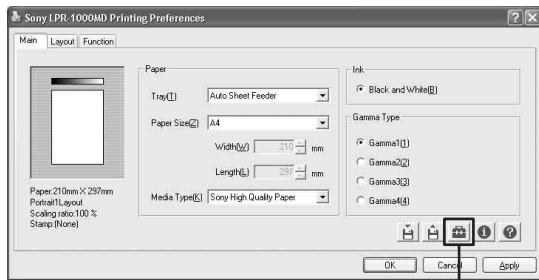 Sony LPR-1000MD Printing Preferences
Main Layout Function
Paper
Tray(T) Auto Sheet Feeder
Paper Size(Z) A4
Width(W) 210 mm
Length(L) 297 mm
Media Type(K) Sony High Quality Paper
Paper:210mm X 297mm
Portrait1Layout
Scaling ratio:100 %
Stamp:(None)
Ink
Black and White(B)
Gamma Type
Gamma1(1)
Gamma2(2)
Gamma3(3)
Gamma4(4)
OK Cancel Apply